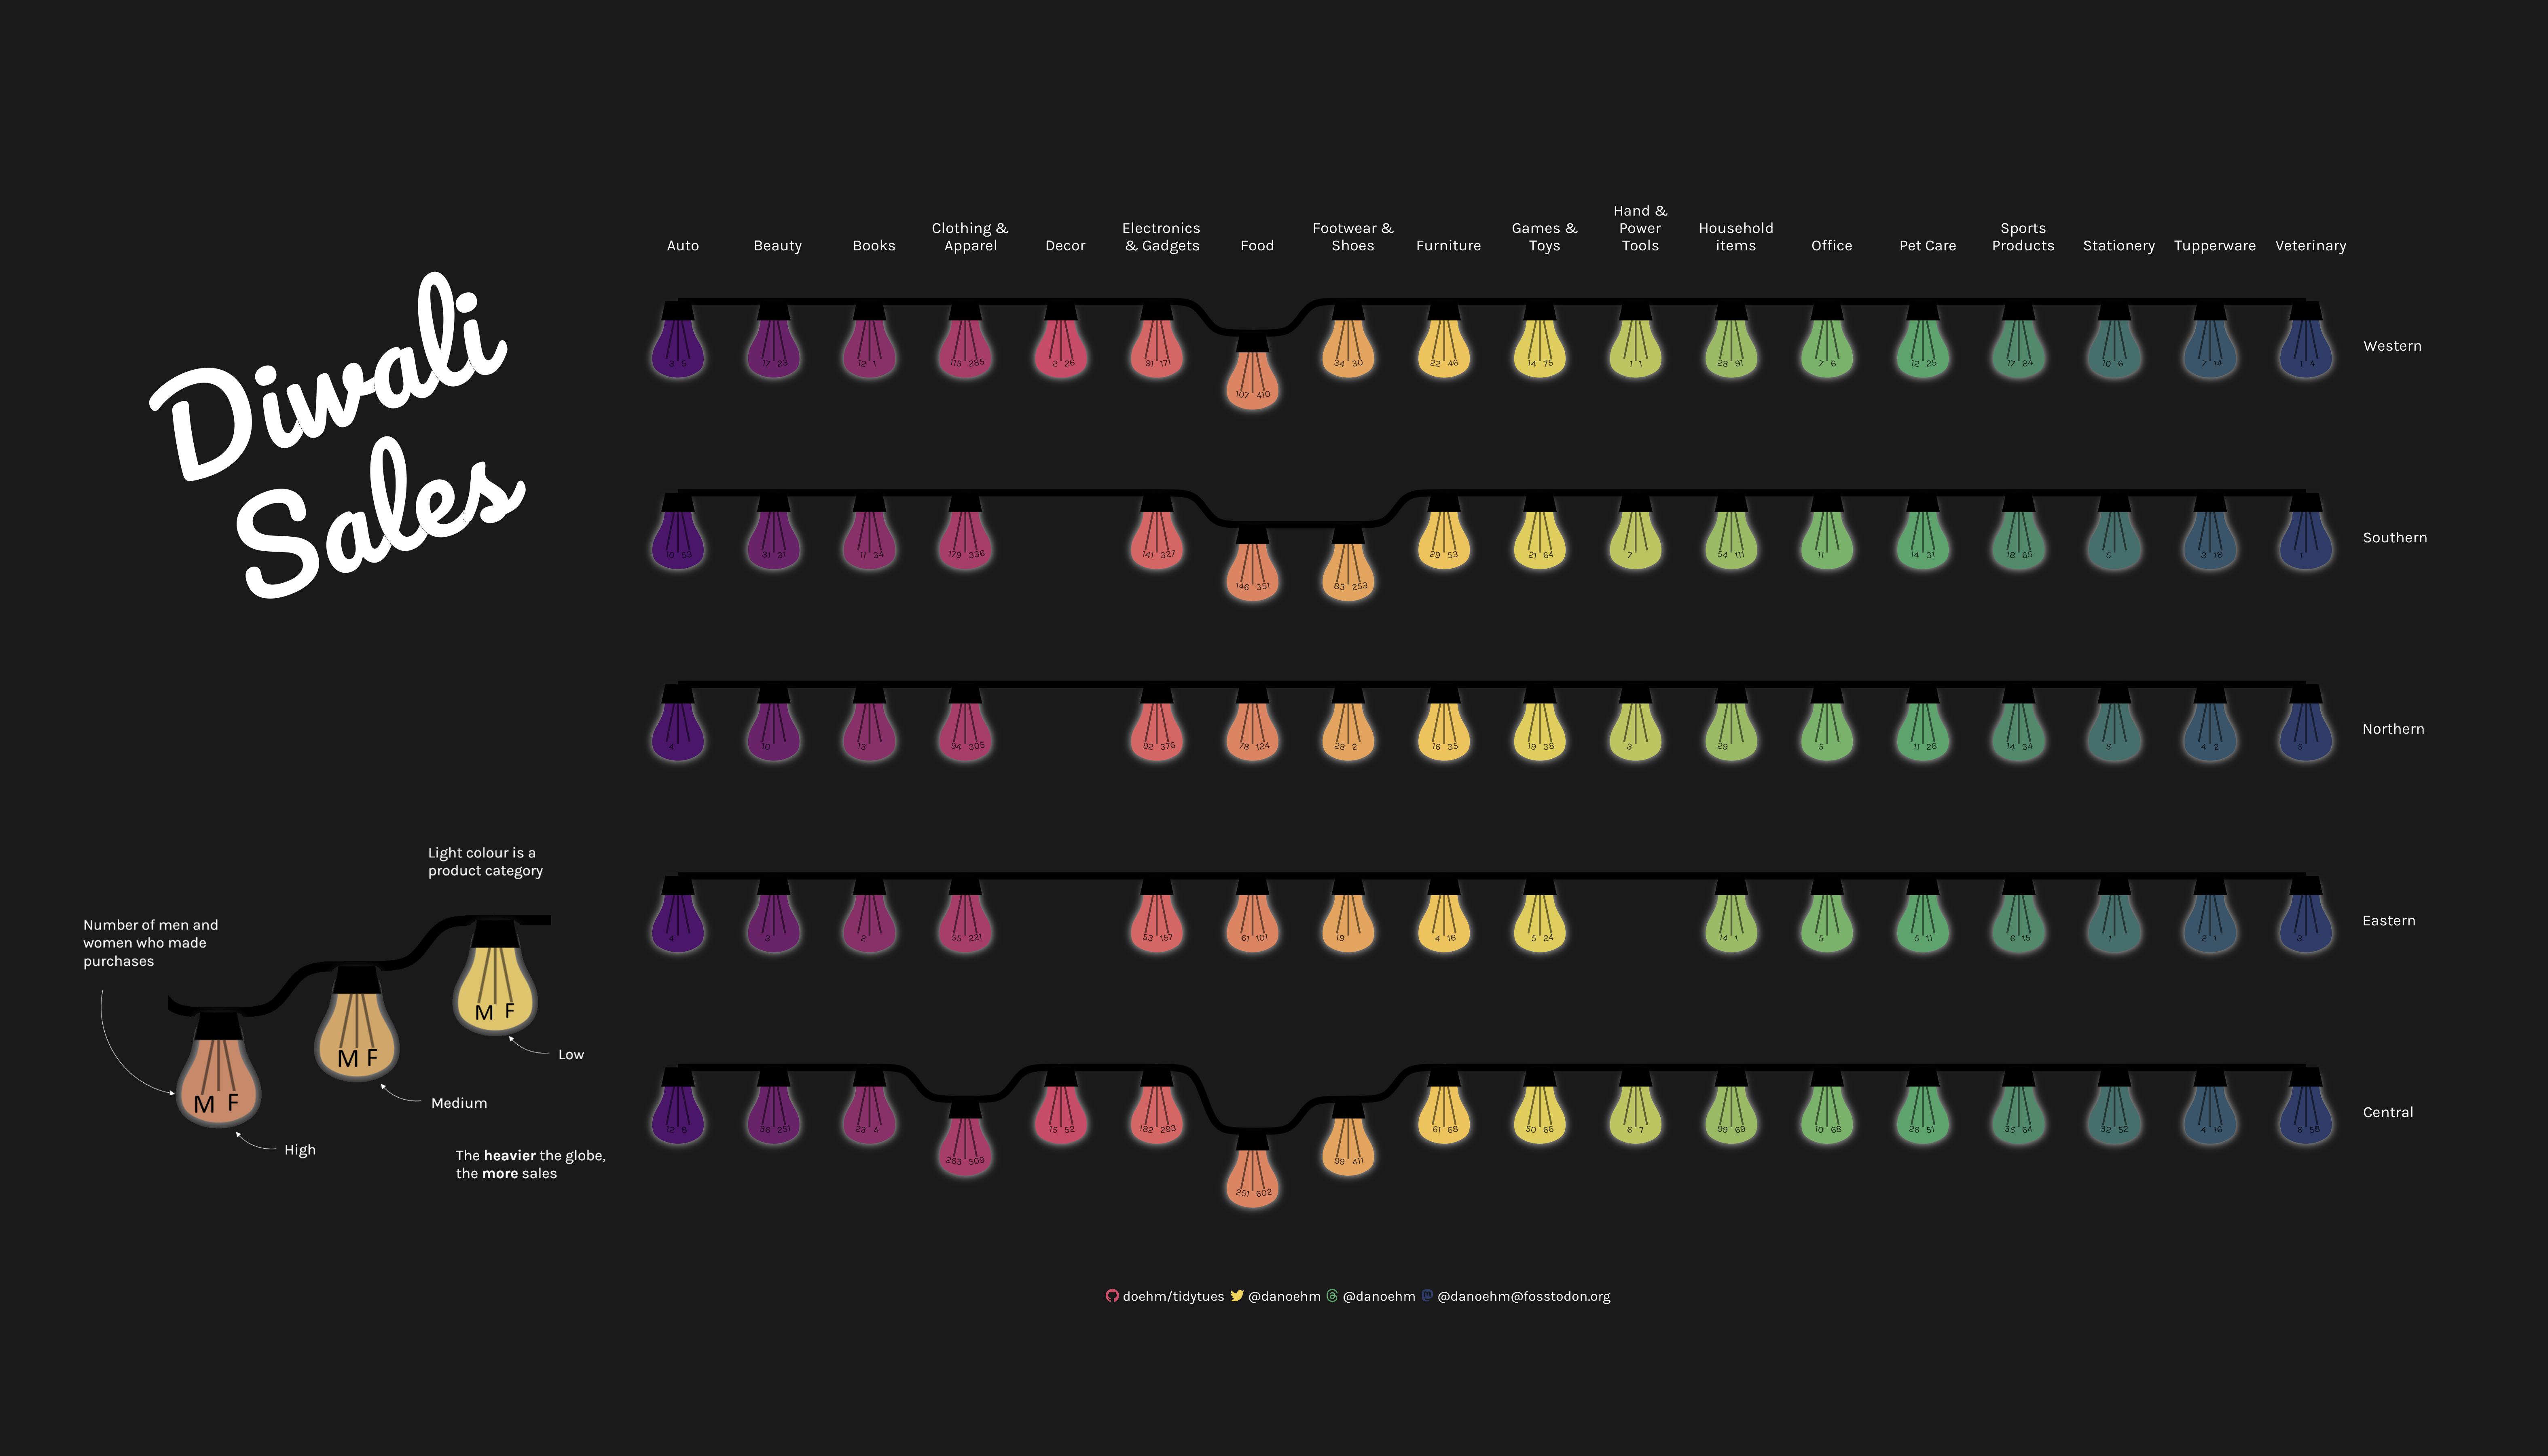 Diwali
Sales
Auto
Beauty
Books
Clothing &
Apparel
Decor
Electronics
& Gadgets
Food
Footwear &
Shoes
Furniture
Games &
Toys
Hand &
Power
Tools
Household
items
Office
Pet Care
Sports
Products
Stationery
Tupperware
Veterinary
3 5
17 23
12 1
115 285
2 26
91 171
107 410
34 30
22 46
14 75
1 1
28 91
7 6
12 25
17 84
10 6
7 14
1 4
Western
10 53
31 31
11 34
179 336
141 327
146 351
83 253
29 53
21 64
7
54 111
11
14 31
18 65
5
3 18
1
Southern
4
10
13
94 305
92 376
78 124
28 2
16 35
19 38
3
29
5
11 26
14 34
5
4 2
5
Northern
4
3
2
55 221
53 157
61 101
19
4 16
5 24
14 1
5
5 11
6 15
1
2 1
3
Eastern
12 8
36 251
23 4
263 509
15 52
182 293
251 602
99 411
61 68
50 66
6 7
99 69
10 68
26 51
35 64
32 52
4 16
6 58
Central
Light colour is a
product category
Number of men and
women who made
purchases
M F
M F
M F
Low
Medium
High
The heavier the globe,
the more sales
doehm/tidytues @danoehm @danoehm @danoehm@fosstodon.org